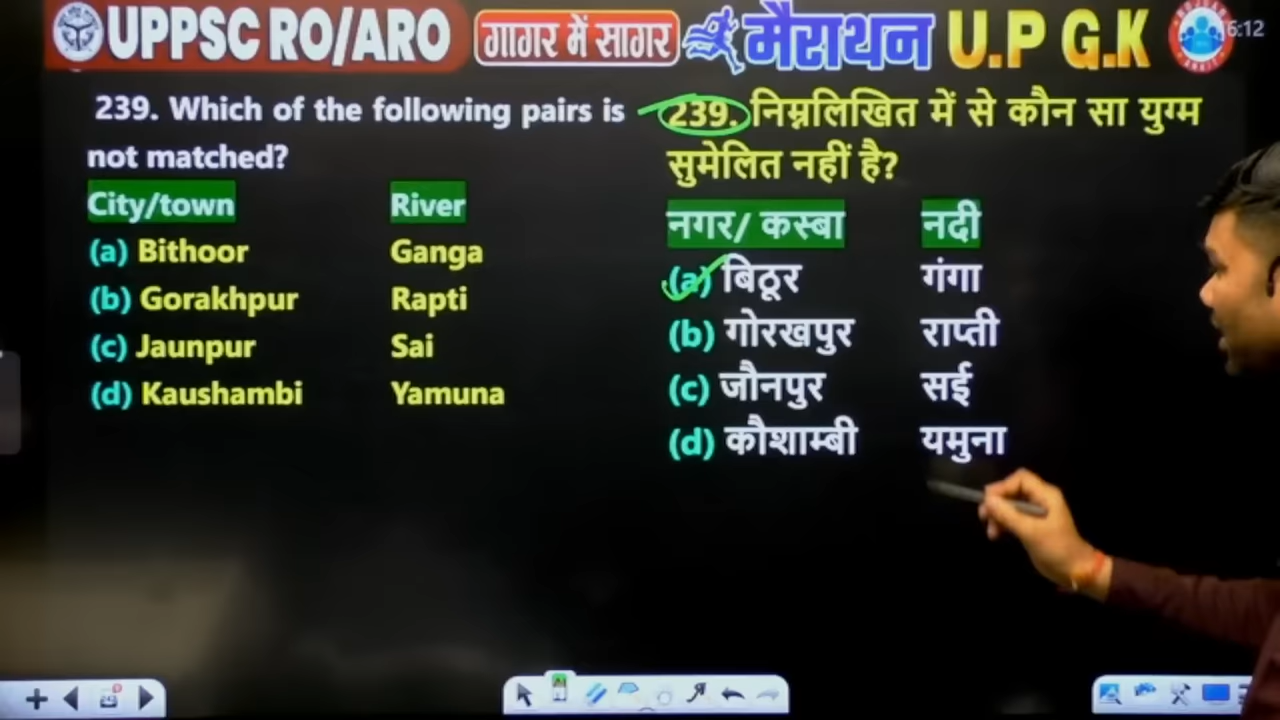 UPPSC RO/ARO गागर में सागर मैराथन U.P G.K
6:12
239. Which of the following pairs is
not matched?
City/town River
(a) Bithoor Ganga
(b) Gorakhpur Rapti
(c) Jaunpur Sai
(d) Kaushambi Yamuna
239. निम्नलिखित में से कौन सा युग्म
सुमेलित नहीं है?
नगर/ कस्बा नदी
(a) बिठूर गंगा
(b) गोरखपुर राप्ती
(c) जौनपुर सई
(d) कौशाम्बी यमुना